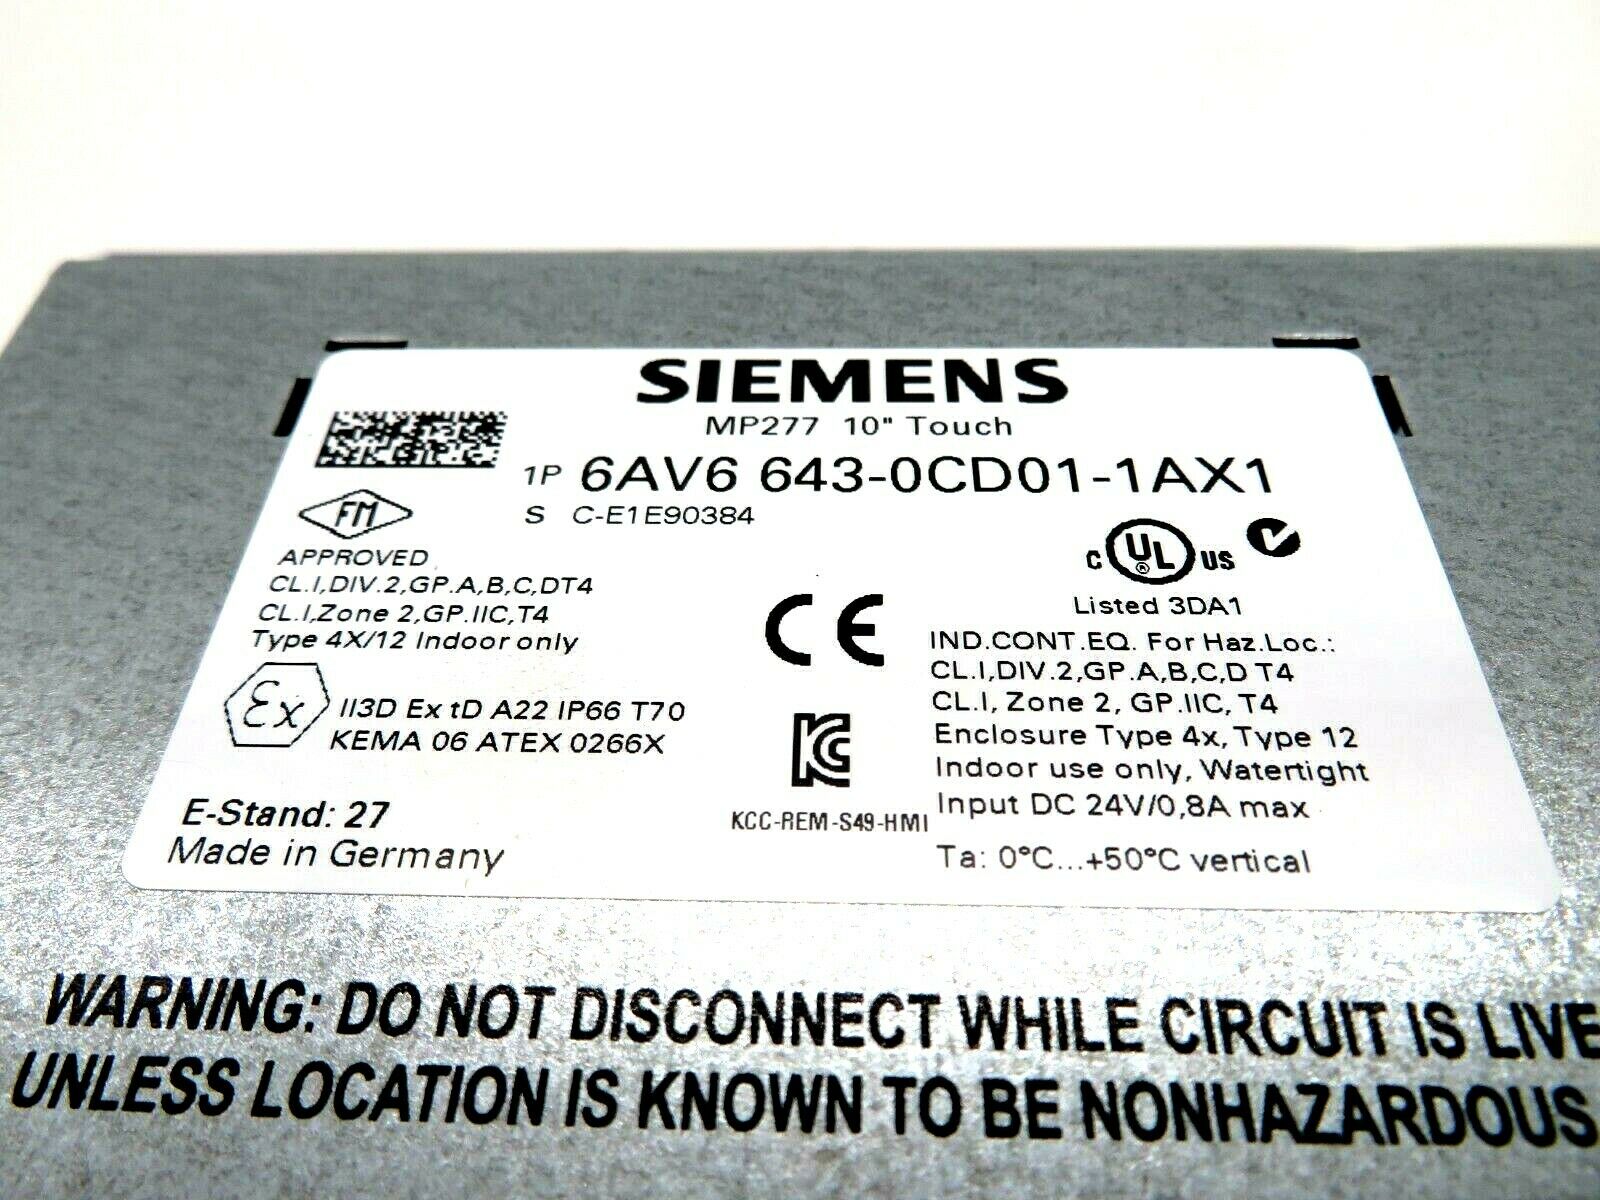 SIEMENS
MP277 10" Touch
1P 6AV6 643-0CD01-1AX1
S C-E1E90384
FM
APPROVED
CL.I,DIV.2,GP.A,B,C,DT4
CL.I,Zone 2,GP.IIC,T4
Type 4X/12 Indoor only
Ex
II3D Ex tD A22 IP66 T70
KEMA 06 ATEX 0266X
E-Stand: 27
Made in Germany
CE
KC
KCC-REM-S49-HMI
C UL ® US
Listed 3DA1
IND.CONT.EQ. For Haz.Loc.:
CL.I,DIV.2,GP.A,B,C,D T4
CL.I, Zone 2, GP.IIC, T4
Enclosure Type 4x, Type 12
Indoor use only, Watertight
Input DC 24V/0,8A max
Ta: 0°C...+50°C vertical
WARNING: DO NOT DISCONNECT WHILE CIRCUIT IS LIVE
UNLESS LOCATION IS KNOWN TO BE NONHAZARDOUS